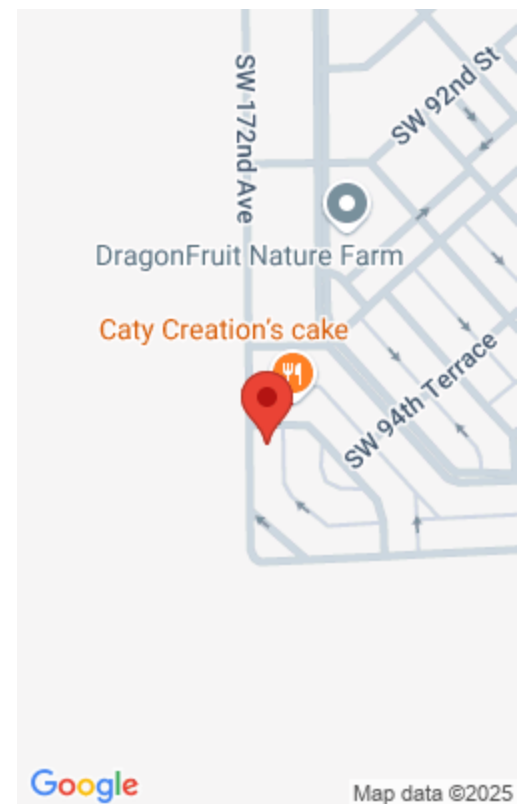 SW 172nd Ave
SW 92nd St
DragonFruit Nature Farm
Caty Creation's cake
SW 94th Terrace
Google
Map data ©2025